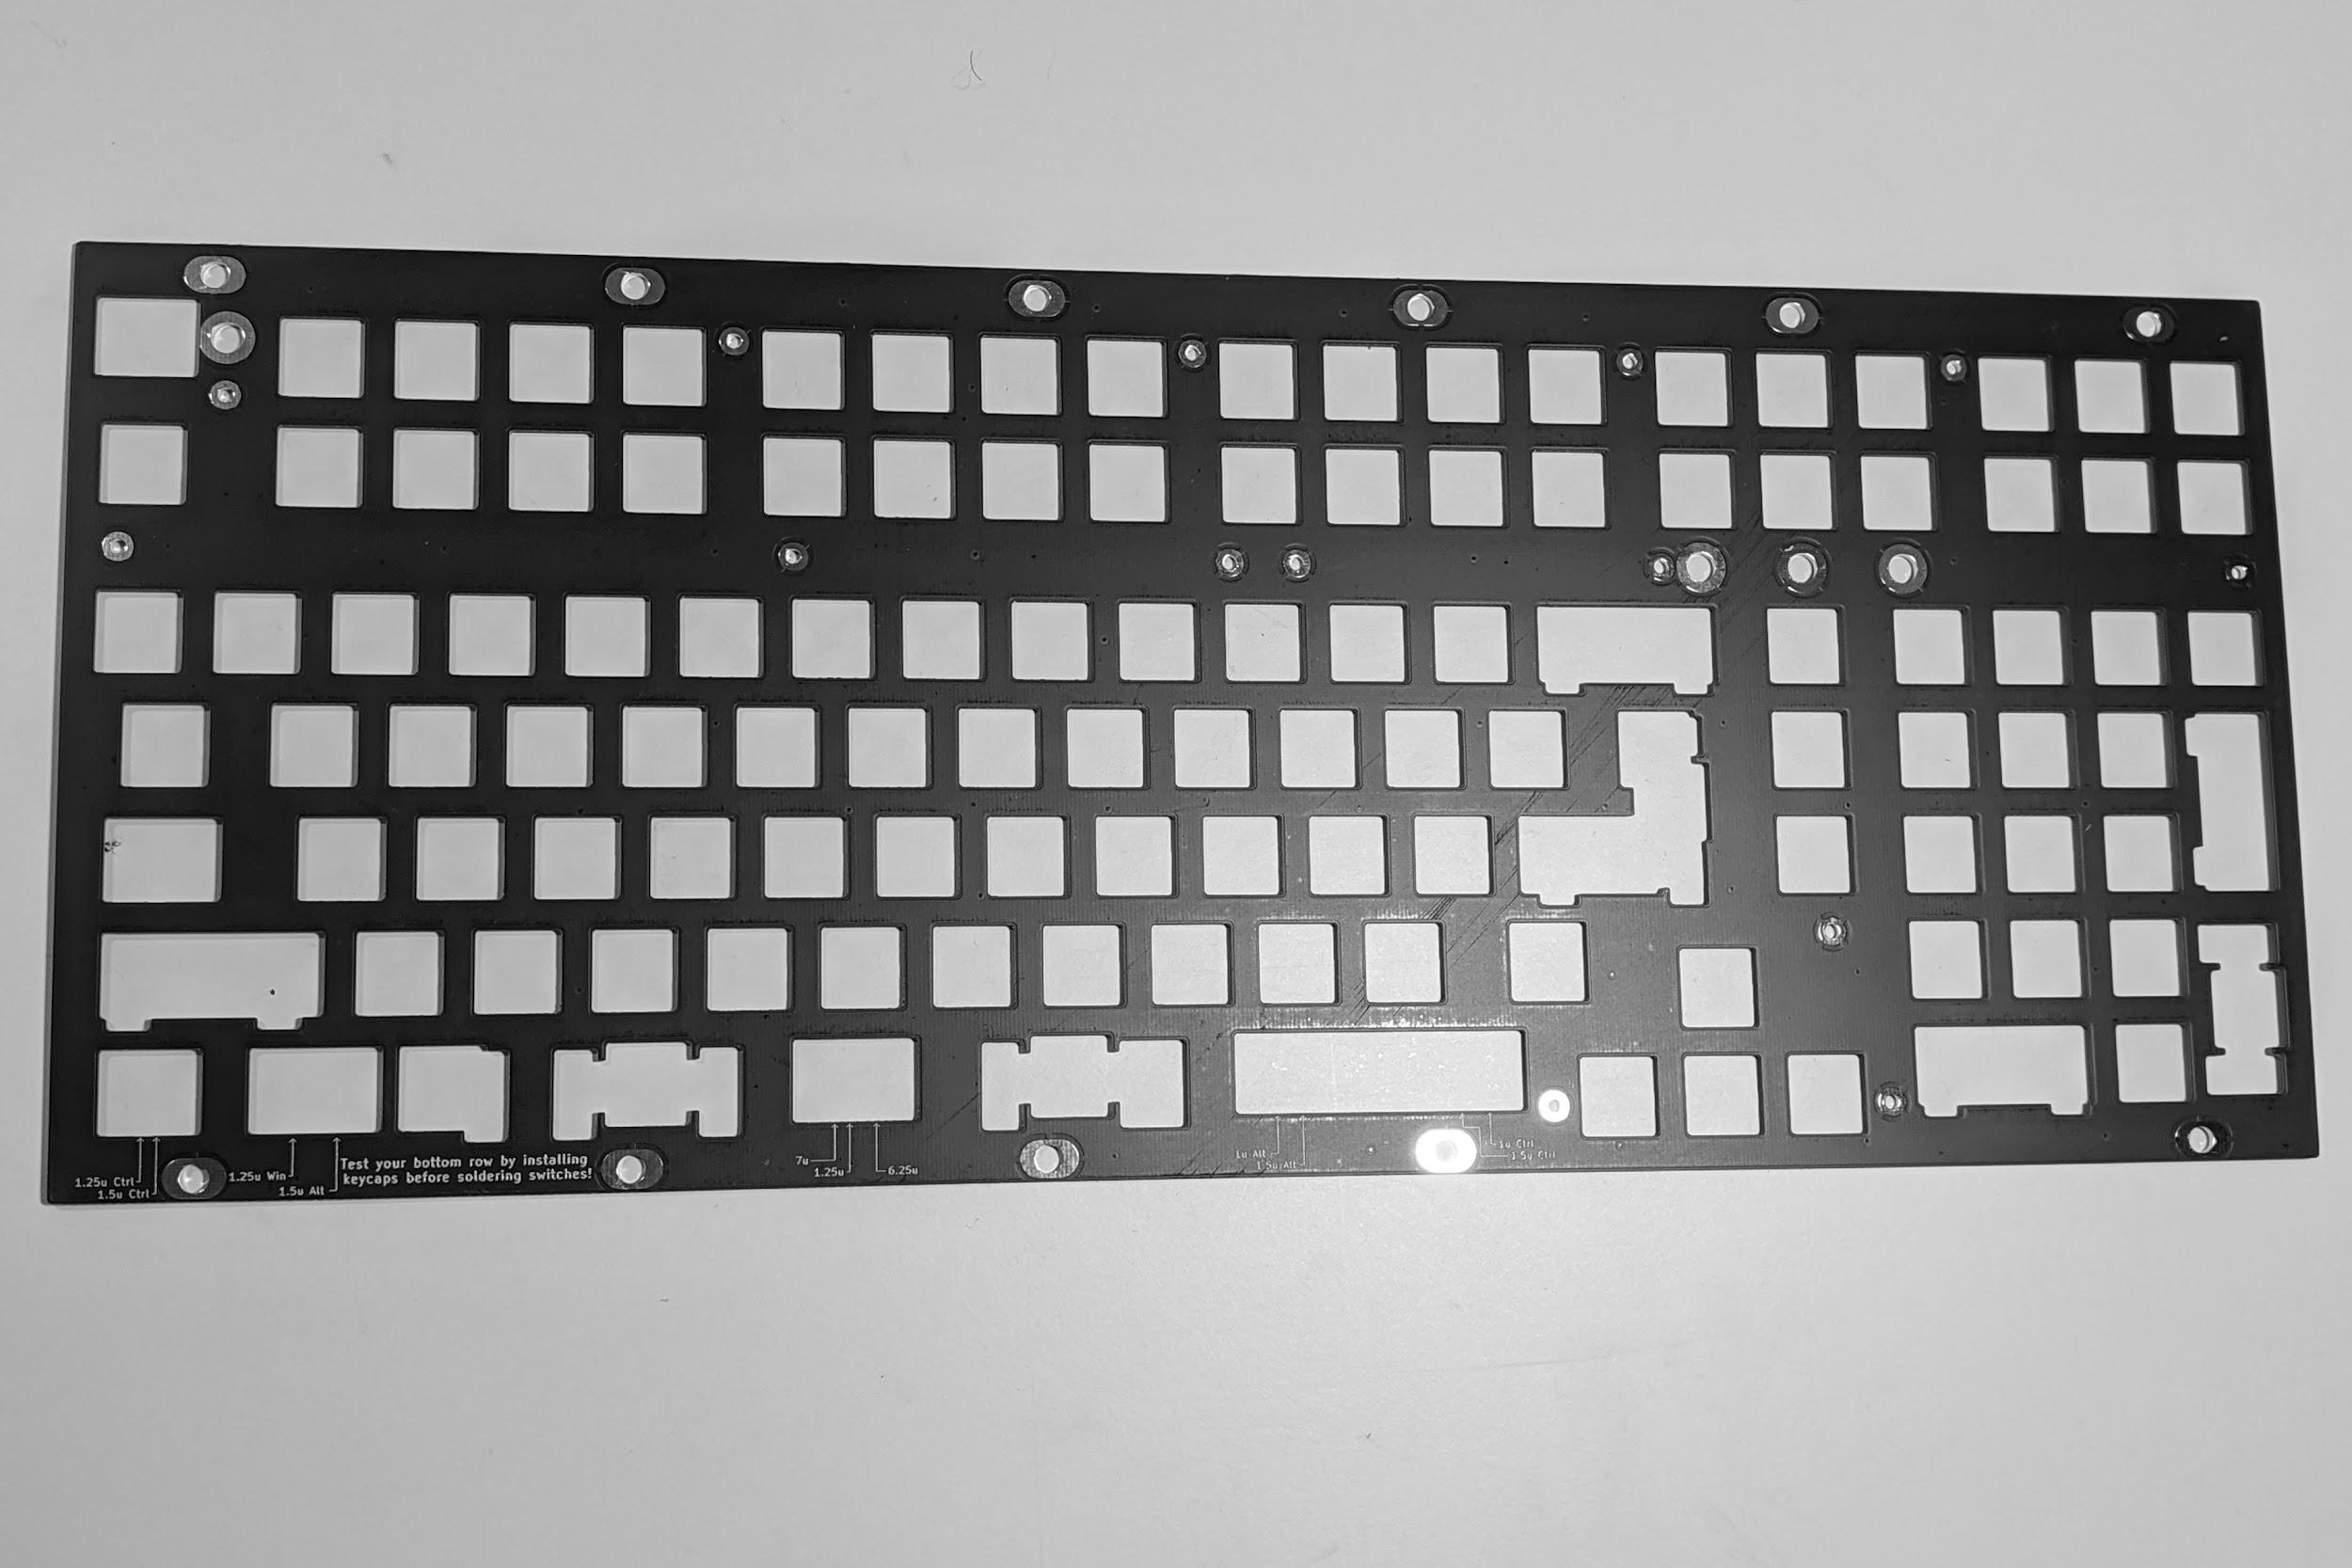 1.25u Ctrl
1.5u Ctrl
1.25u Win
1.5u Alt
Test your bottom row by installing
keycaps before soldering switches!
7u
1.25u
6.25u
1u Alt
1.5u Alt
1u Ctrl
1.5u Ctrl